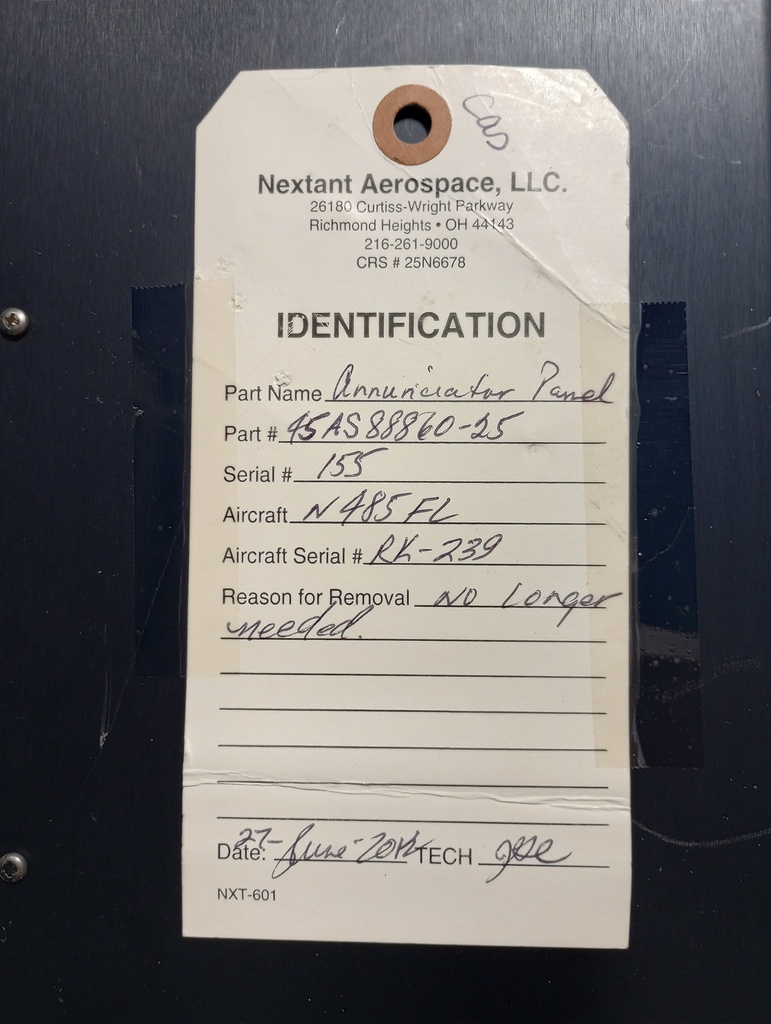 Cas
Nextant Aerospace, LLC.
26180 Curtiss-Wright Parkway
Richmond Heights • OH 44143
216-261-9000
CRS # 25N6678
IDENTIFICATION
Part Name Annunciator Panel
Part # 45AS88860-25
Serial # 155
Aircraft N485FL
Aircraft Serial # RK-239
Reason for Removal NO Longer
needed.
Date: 27-June-2012 TECH
NXT-601